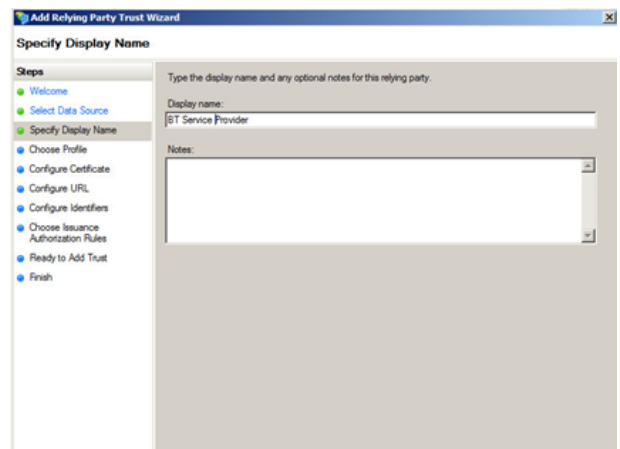 Add Relying Party Trust Wizard
Specify Display Name
Steps
Welcome
Select Data Source
Specify Display Name
Choose Profile
Configure Certificate
Configure URL
Configure Identifiers
Choose Issuance
Authorization Rules
Ready to Add Trust
Finish
Type the display name and any optional notes for this relying party.
Display name:
BT Service Provider
Notes: